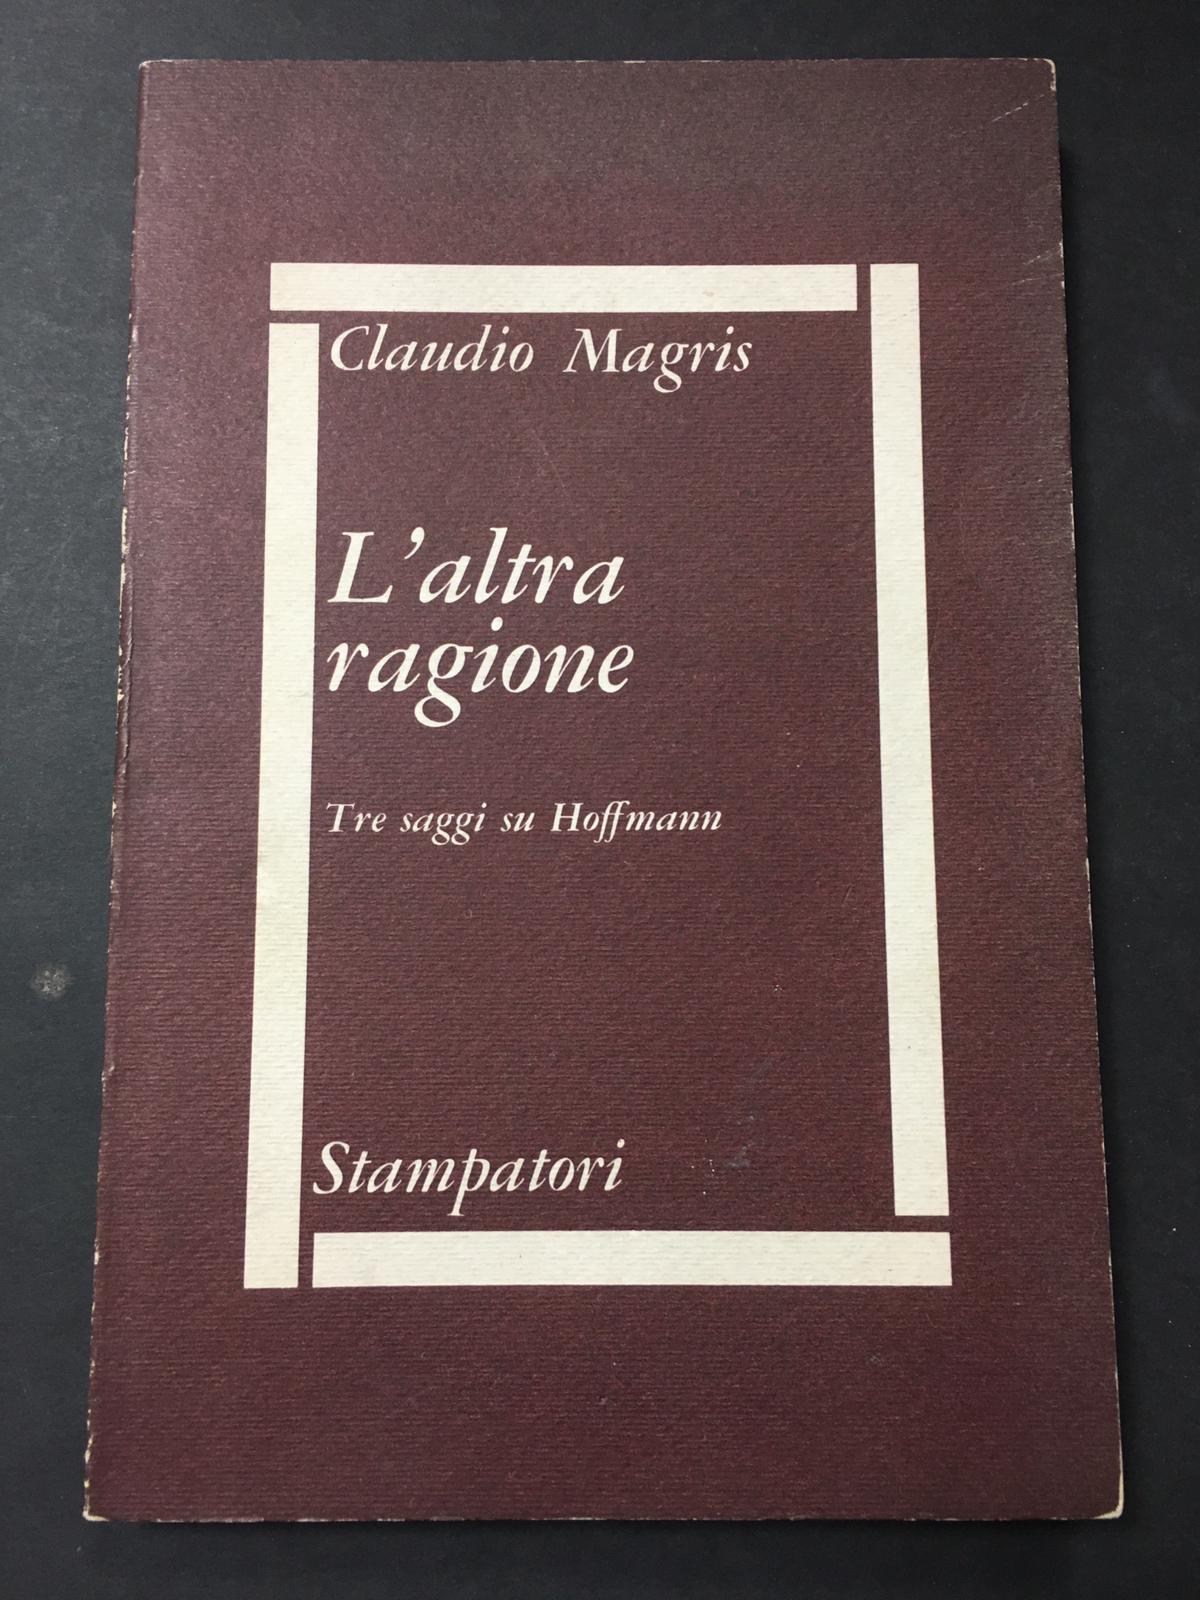 Claudio Magris
L'altra
ragione
Tre saggi su Hoffmann
Stampatori